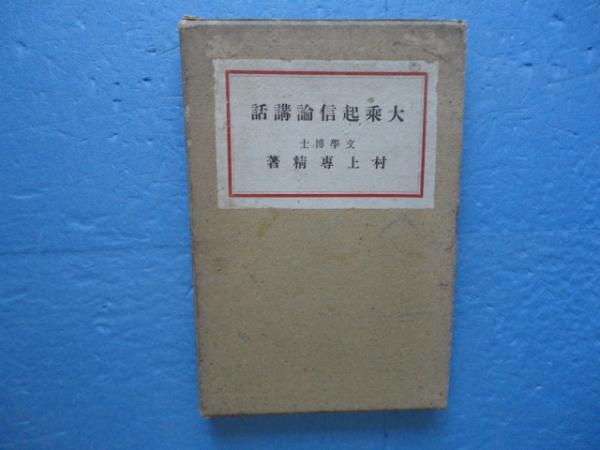 大乘起信論講話
文學博士
村上專精著